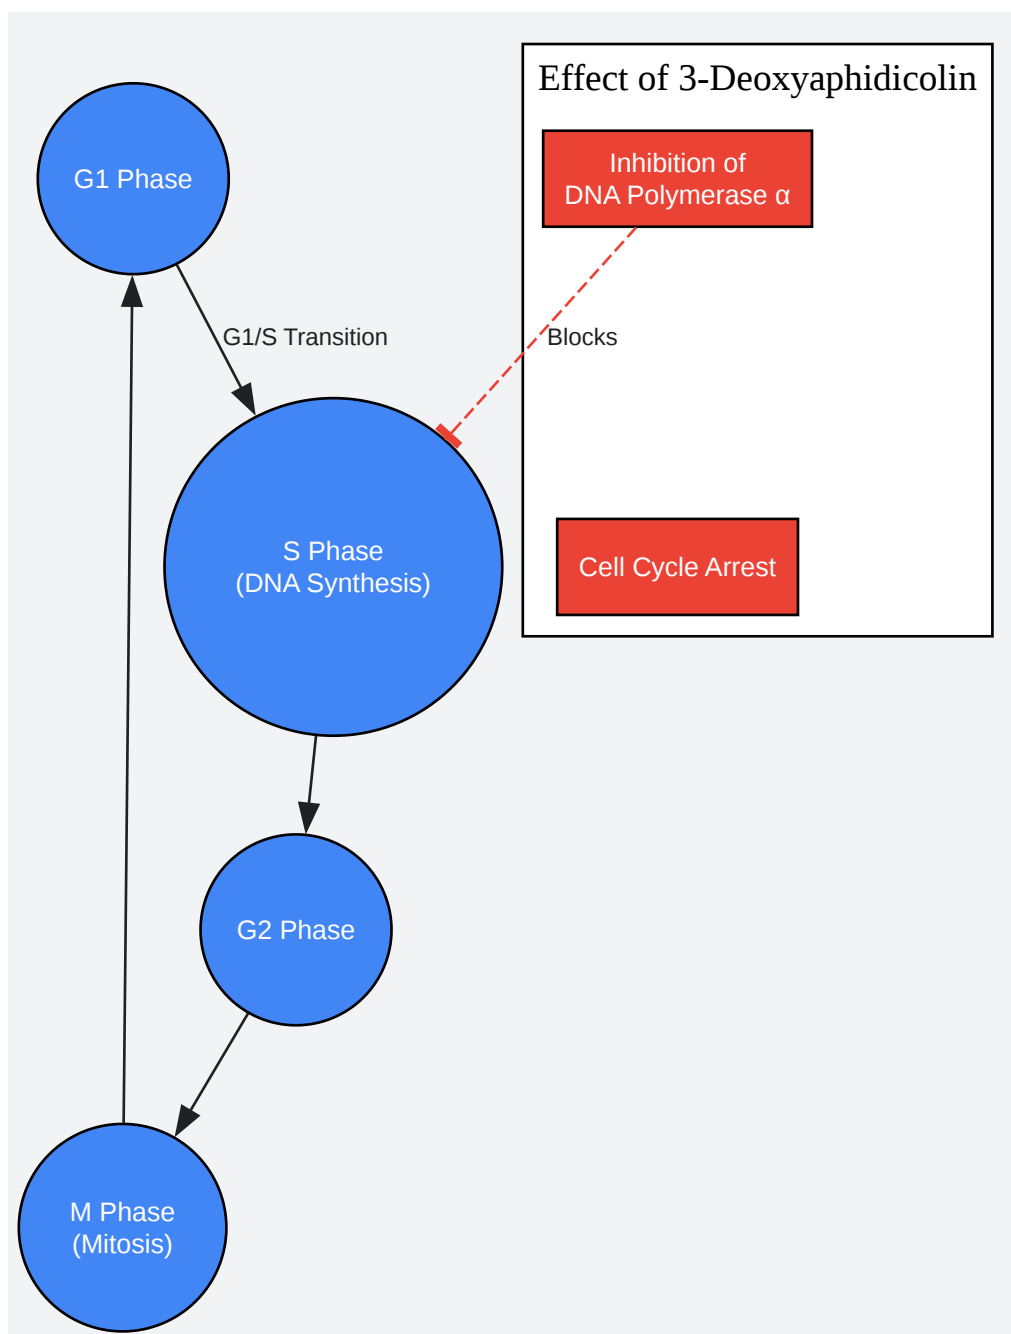 Effect of 3-Deoxyaphidicolin
Inhibition of
DNA Polymerase α
G1 Phase
G1/S Transition
Blocks
S Phase
(DNA Synthesis)
Cell Cycle Arrest
G2 Phase
M Phase
(Mitosis)